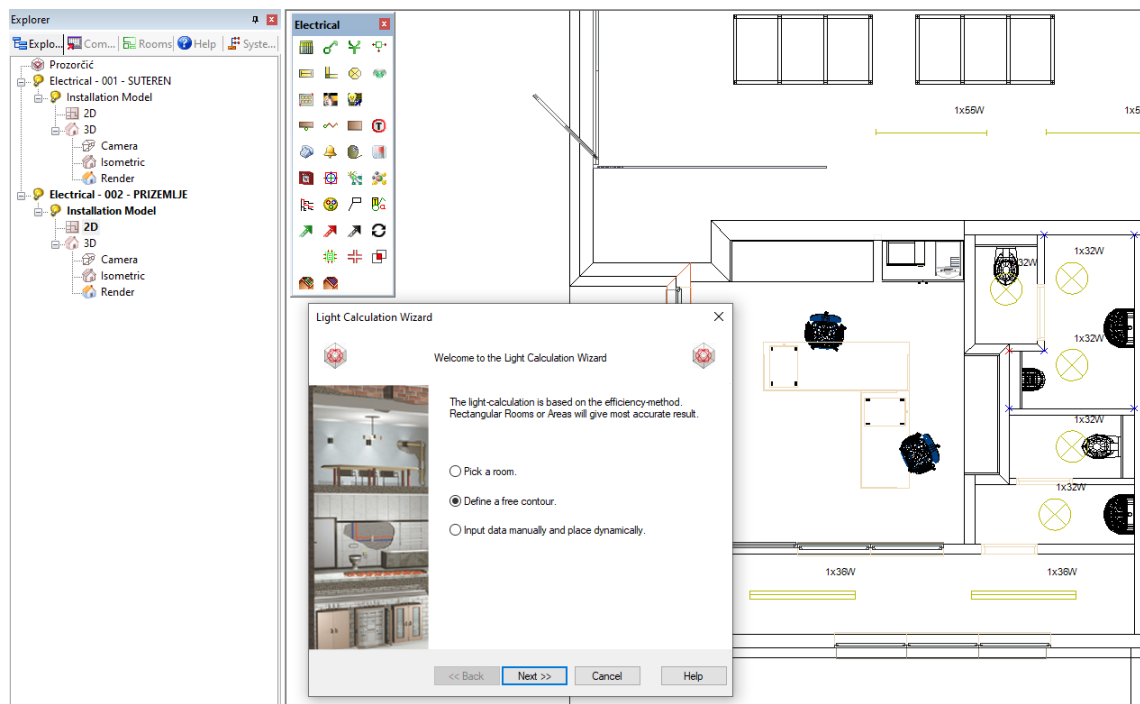 Explorer
Explo...
Com...
Rooms
Help
Syste...
Prozorčić
Electrical - 001 - SUTEREN
Installation Model
2D
3D
Camera
Isometric
Render
Electrical - 002 - PRIZEMLJE
Installation Model
2D
3D
Camera
Isometric
Render
Electrical
Light Calculation Wizard
Welcome to the Light Calculation Wizard
The light-calculation is based on the efficiency-method.
Rectangular Rooms or Areas will give most accurate result.
Pick a room.
Define a free contour.
Input data manually and place dynamically.
<< Back
Next >>
Cancel
Help
1x55W
1x32W
1x32W
1x32W
1x32W
1x36W
1x36W